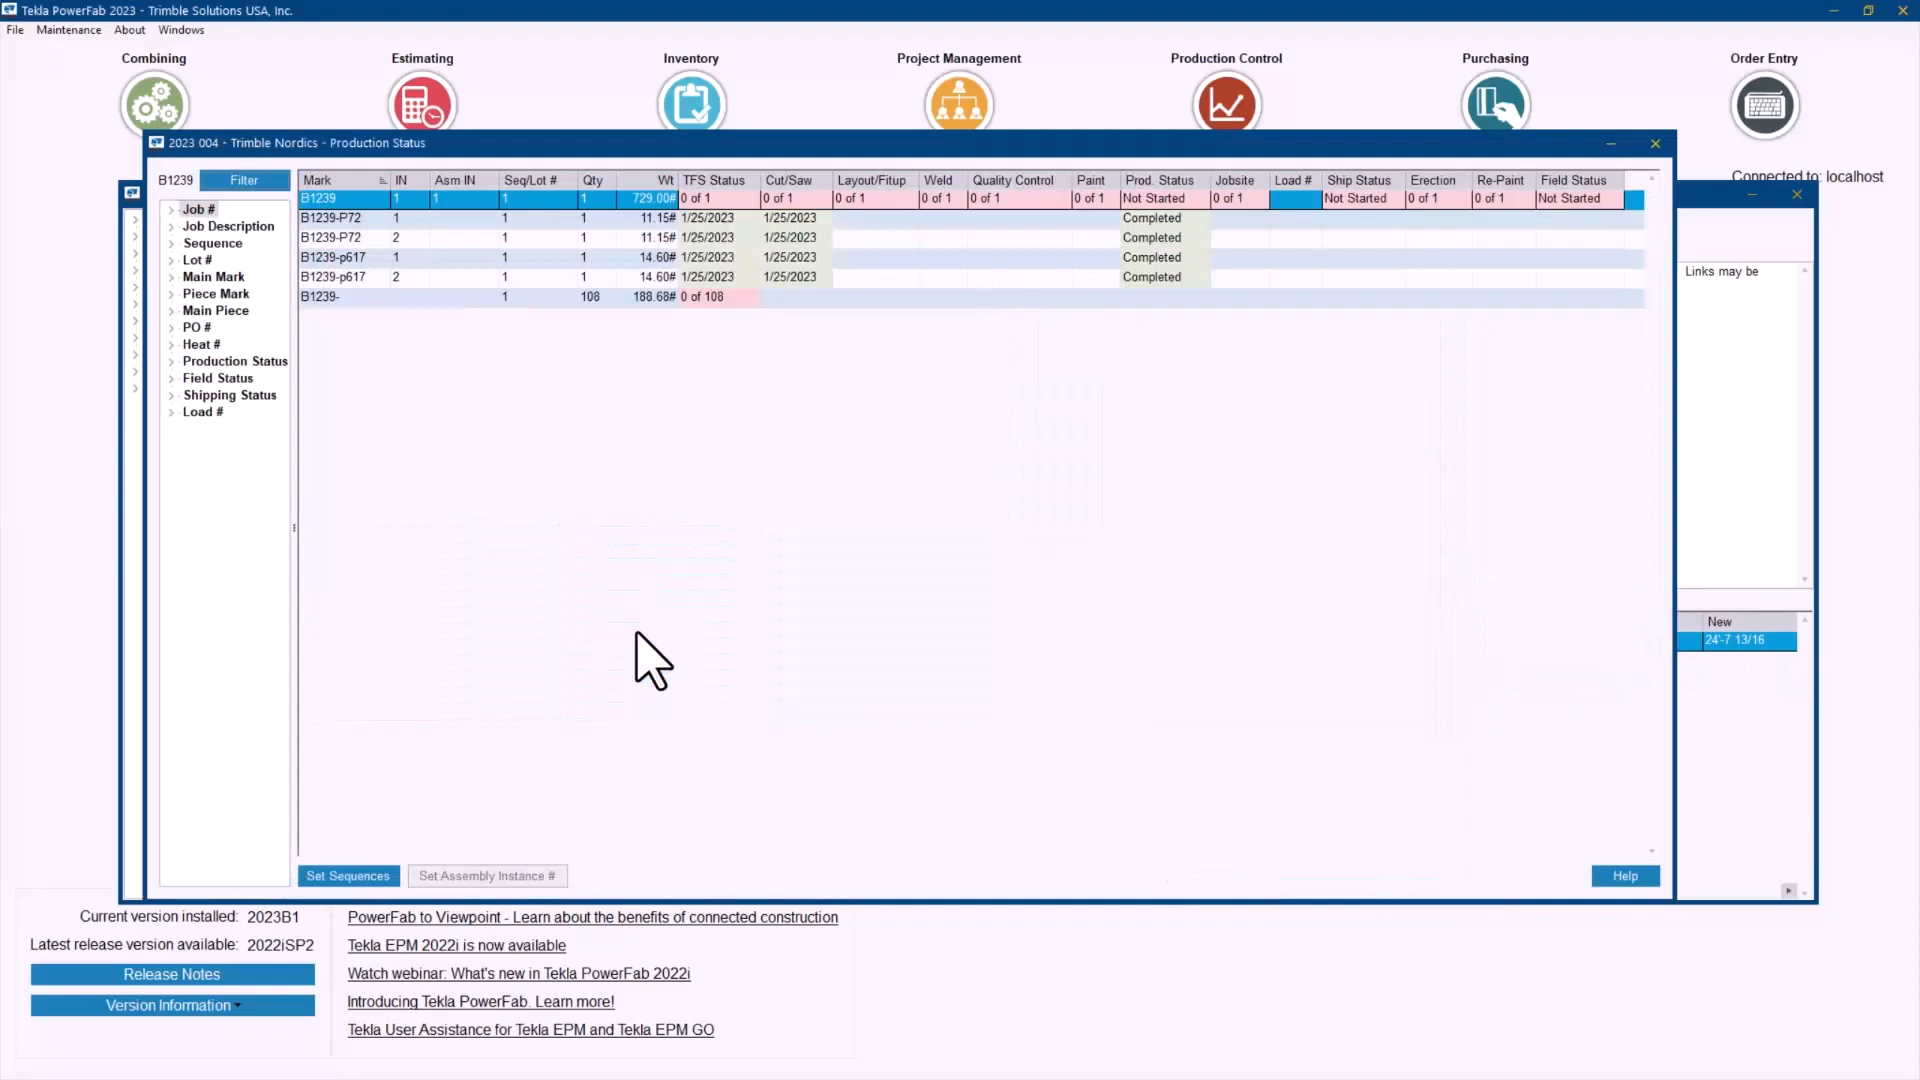 Tekla PowerFab 2023 - Trimble Solutions USA, Inc.
File Maintenance About Windows
Combining Estimating Inventory Project Management Production Control Purchasing Order Entry
2023 004 - Trimble Nordics - Production Status
Connected to: localhost
B1239 Filter
Mark IN Asm IN Seq/Lot # Qty Wt TFS Status Cut/Saw Layout/Fitup Weld Quality Control Paint Prod. Status Jobsite Load # Ship Status Erection Re-Paint Field Status
B1239 1 1 1 1 729.00# 0 of 1 0 of 1 0 of 1 0 of 1 0 of 1 0 of 1 Not Started 0 of 1 Not Started 0 of 1 0 of 1 Not Started
B1239-P72 1 1 1 11.15# 1/25/2023 1/25/2023 Completed
B1239-P72 2 1 1 11.15# 1/25/2023 1/25/2023 Completed
B1239-p617 1 1 1 14.60# 1/25/2023 1/25/2023 Completed
B1239-p617 2 1 1 14.60# 1/25/2023 1/25/2023 Completed
B1239- 1 108 188.68# 0 of 108
Job #
Job Description
Sequence
Lot #
Main Mark
Piece Mark
Main Piece
PO #
Heat #
Production Status
Field Status
Shipping Status
Load #
Links may be
New
24'-7 13/16
Set Sequences Set Assembly Instance # Help
Current version installed: 2023B1
Latest release version available: 2022iSP2
Release Notes
Version Information
PowerFab to Viewpoint - Learn about the benefits of connected construction
Tekla EPM 2022i is now available
Watch webinar: What's new in Tekla PowerFab 2022i
Introducing Tekla PowerFab. Learn more!
Tekla User Assistance for Tekla EPM and Tekla EPM GO